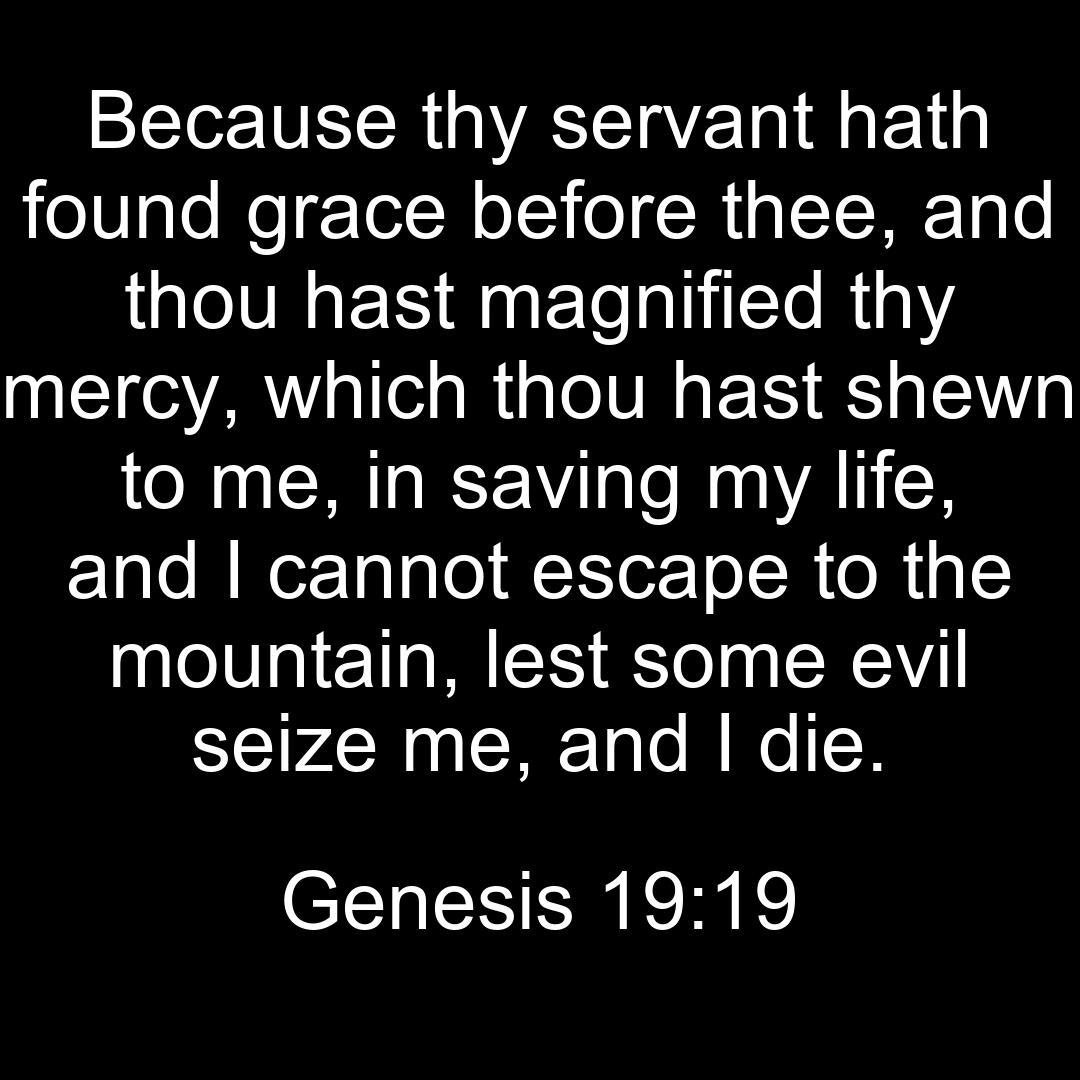 Because thy servant hath
found grace before thee, and
thou hast magnified thy
mercy, which thou hast shewn
to me, in saving my life,
and I cannot escape to the
mountain, lest some evil
seize me, and I die.
Genesis 19:19